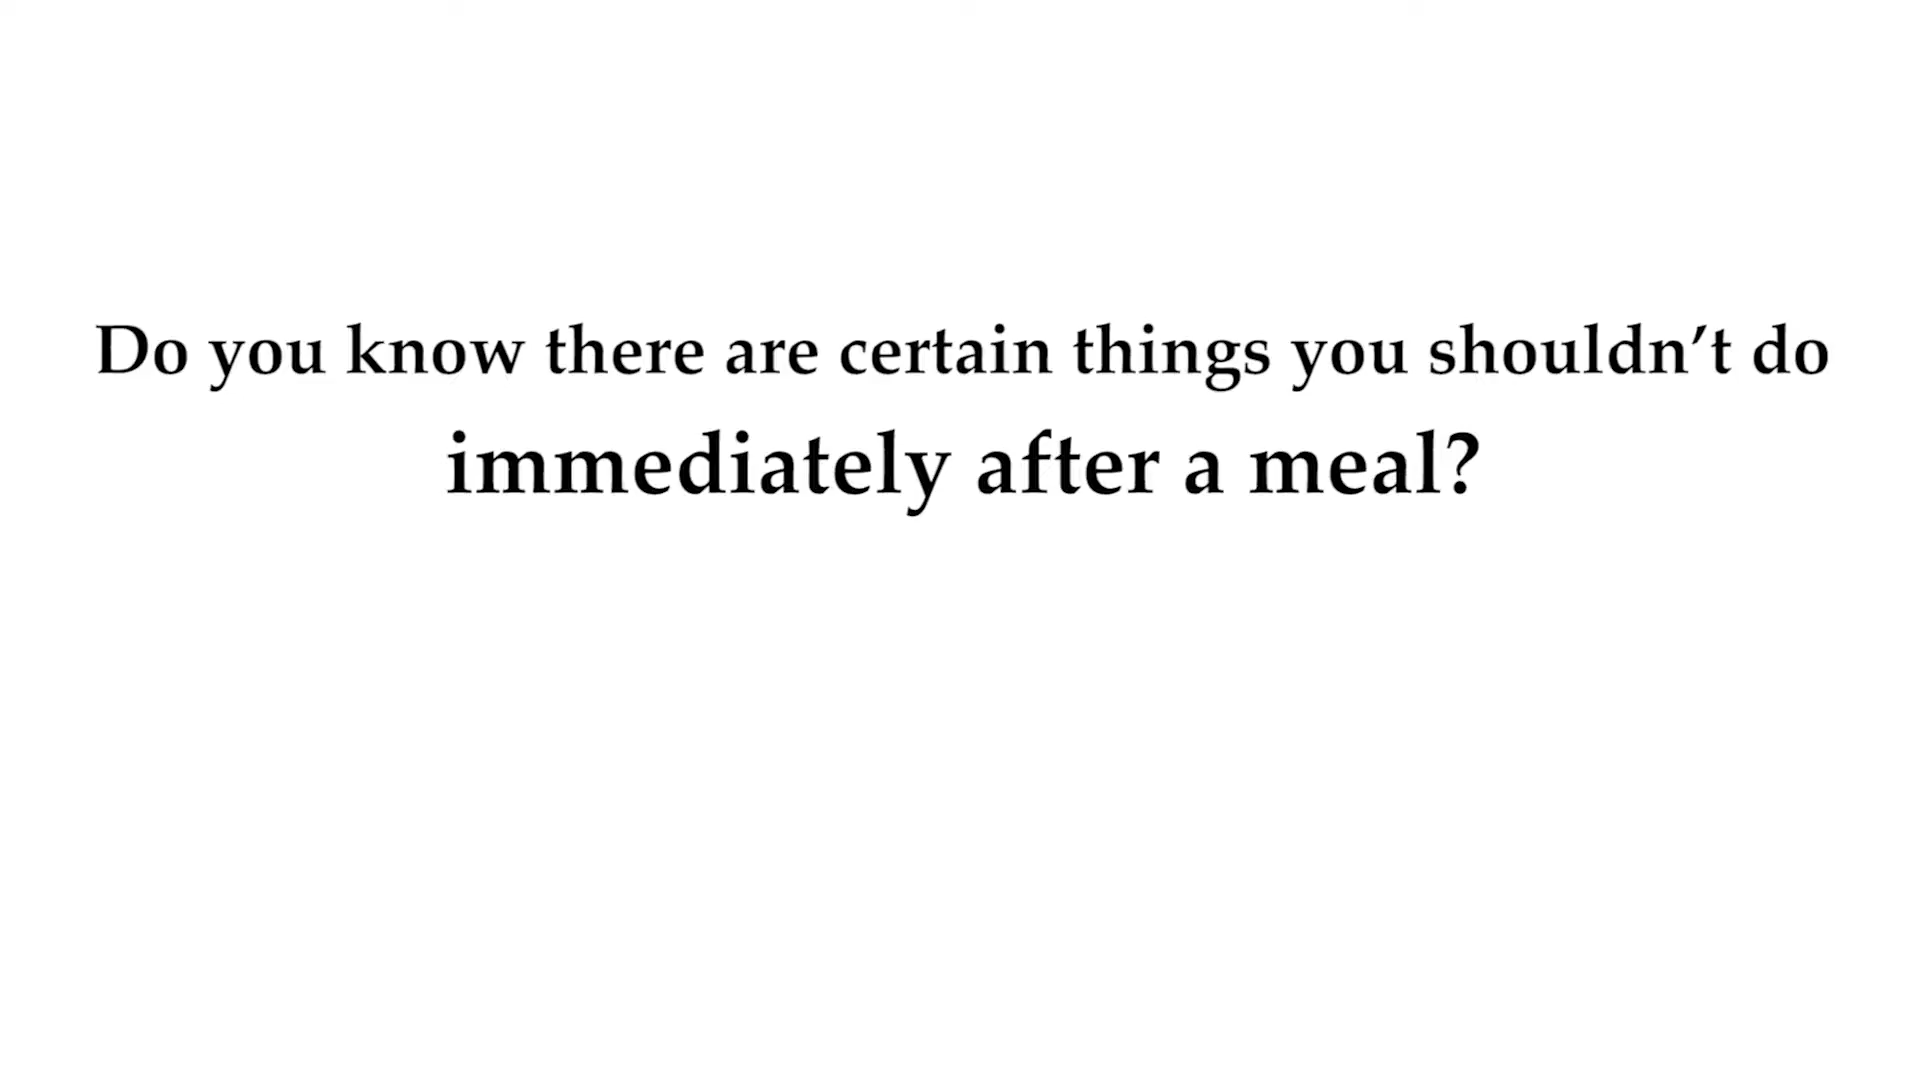 Do you know there are certain things you shouldn’t do
immediately after a meal?